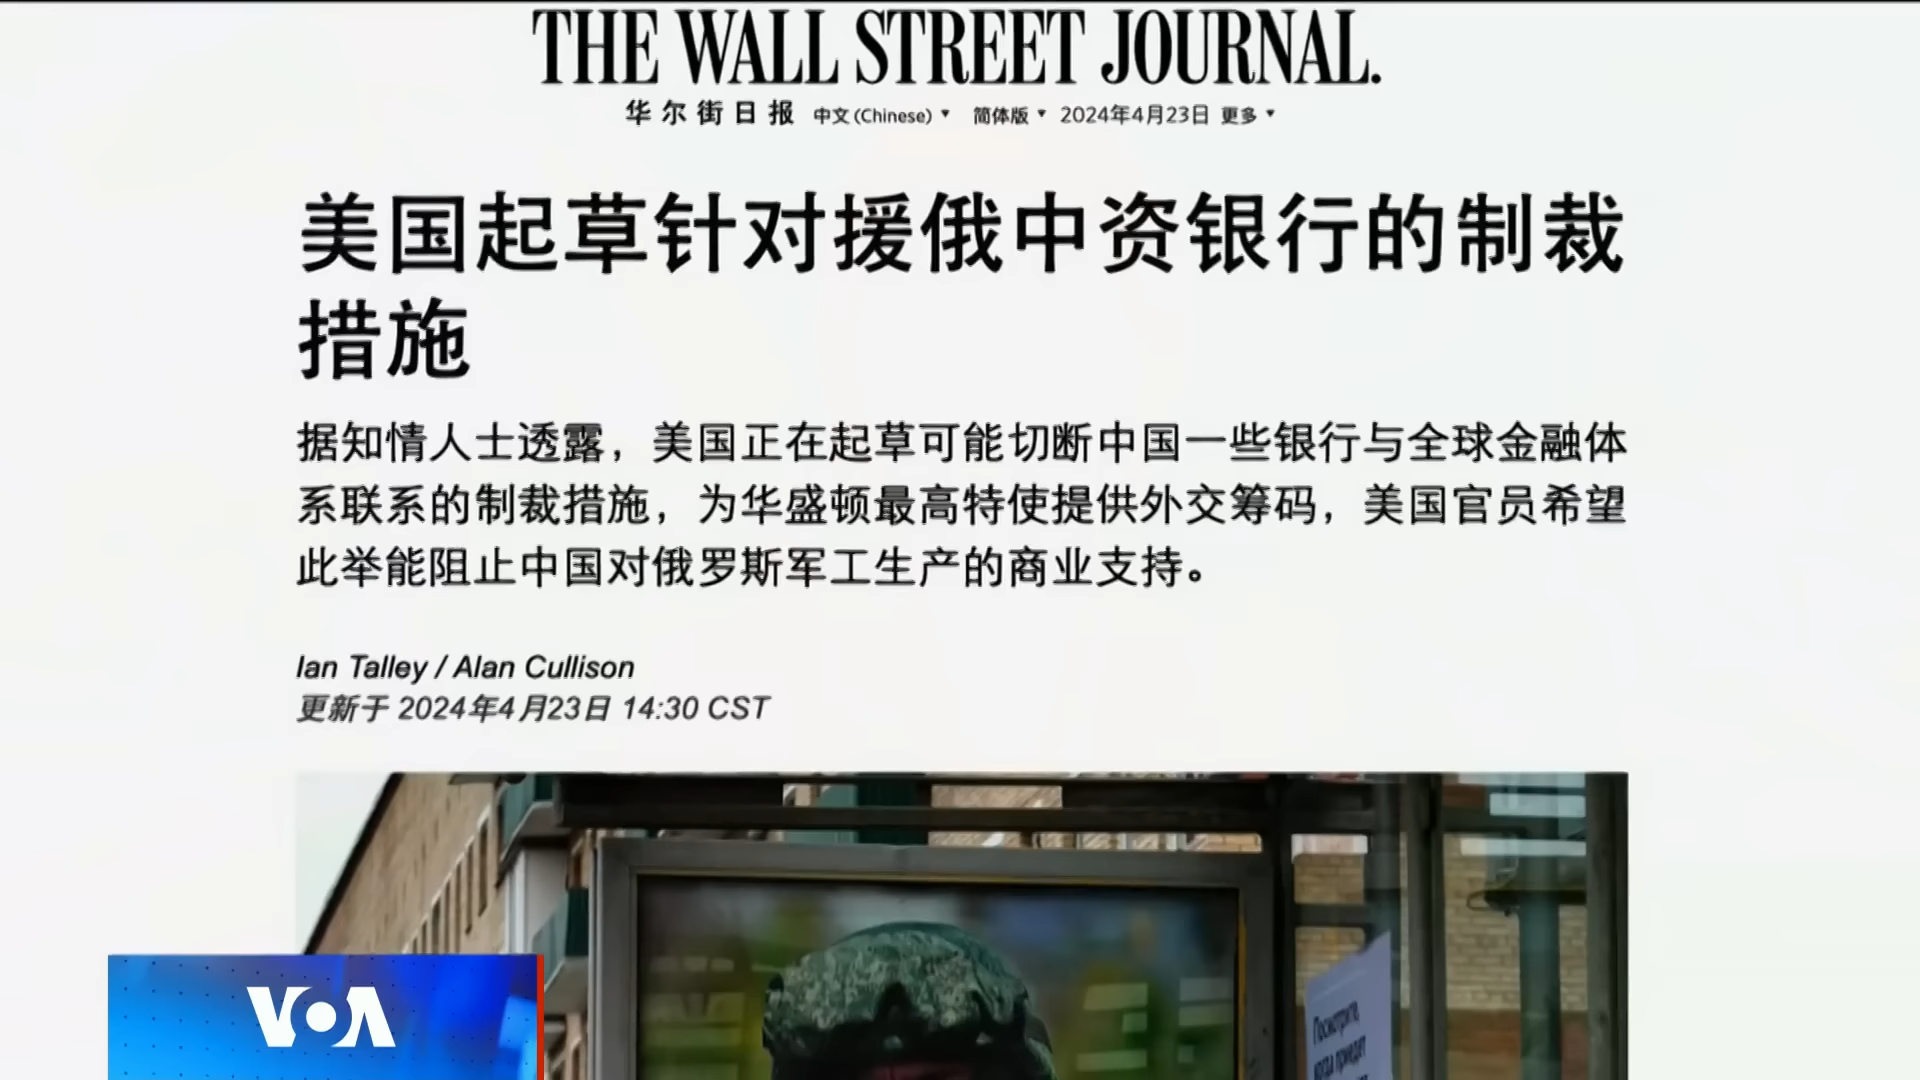 THE WALL STREET JOURNAL.
华尔街日报 中文(Chinese) 简体版 2024年4月23日 更多
美国起草针对援俄中资银行的制裁
措施
据知情人士透露，美国正在起草可能切断中国一些银行与全球金融体
系联系的制裁措施，为华盛顿最高特使提供外交筹码，美国官员希望
此举能阻止中国对俄罗斯军工生产的商业支持。
Ian Talley / Alan Cullison
更新于 2024年4月23日 14:30 CST
VOA
Посмотрите,
когда приедет